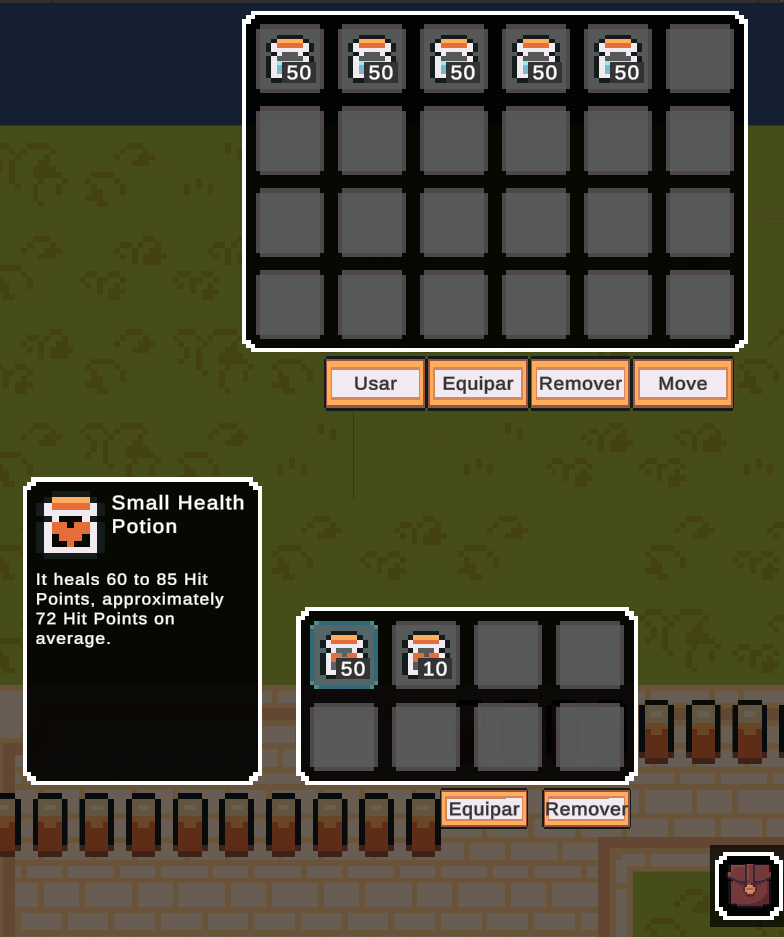 50 50 50 50 50
Usar Equipar Remover Move
Small Health
Potion
It heals 60 to 85 Hit
Points, approximately
72 Hit Points on
average.
50 10
Equipar Remover